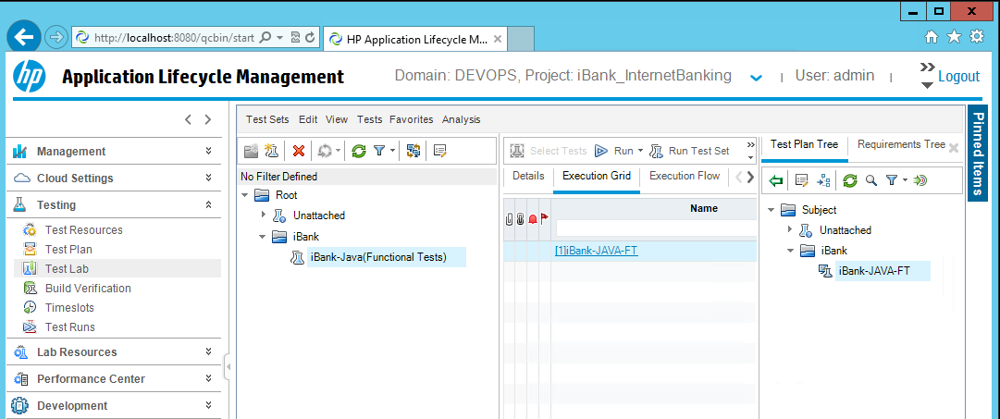 http://localhost:8080/qcbin/start
HP Application Lifecycle M...
hp
Application Lifecycle Management
Domain: DEVOPS, Project: iBank_InternetBanking
User: admin
Logout
Management
Cloud Settings
Testing
Test Resources
Test Plan
Test Lab
Build Verification
Timeslots
Test Runs
Lab Resources
Performance Center
Development
Test Sets Edit View Tests Favorites Analysis
No Filter Defined
Root
Unattached
iBank
iBank-Java(Functional Tests)
Select Tests Run Run Test Set
Details Execution Grid Execution Flow
Name
[1]iBank-JAVA-FT
Test Plan Tree Requirements Tree
Subject
Unattached
iBank
iBank-JAVA-FT
Pinned Items